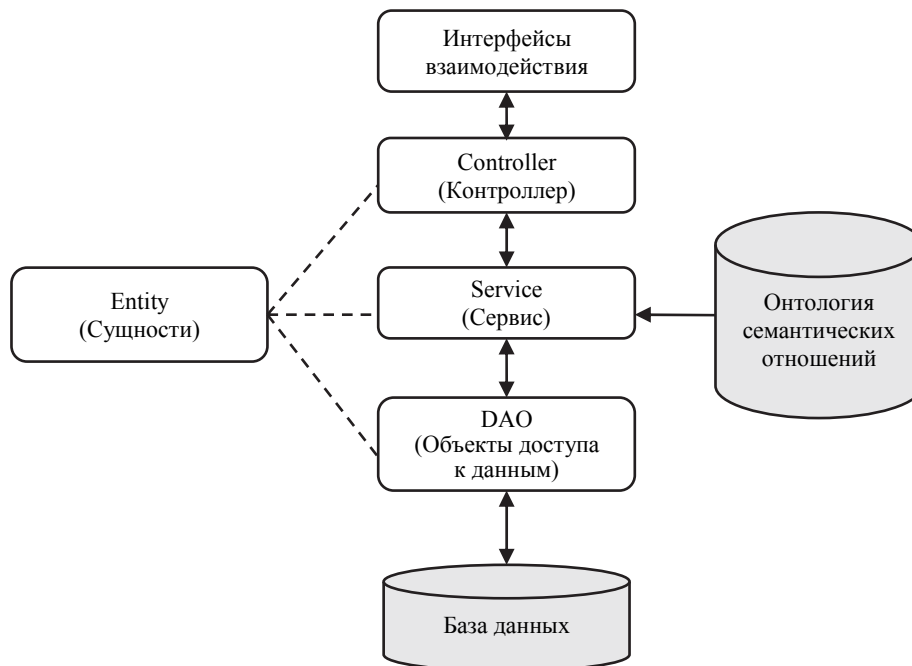 Интерфейсы
взаимодействия
Controller
(Контроллер)
Entity
(Сущности)
Service
(Сервис)
Онтология
семантических
отношений
DAO
(Объекты доступа
к данным)
База данных